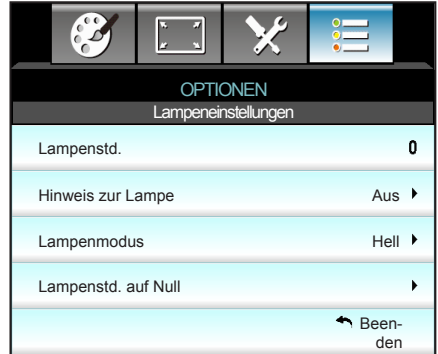 OPTIONEN
Lampeneinstellungen
Lampenstd. 0
Hinweis zur Lampe Aus
Lampenmodus Hell
Lampenstd. auf Null
Been-
den